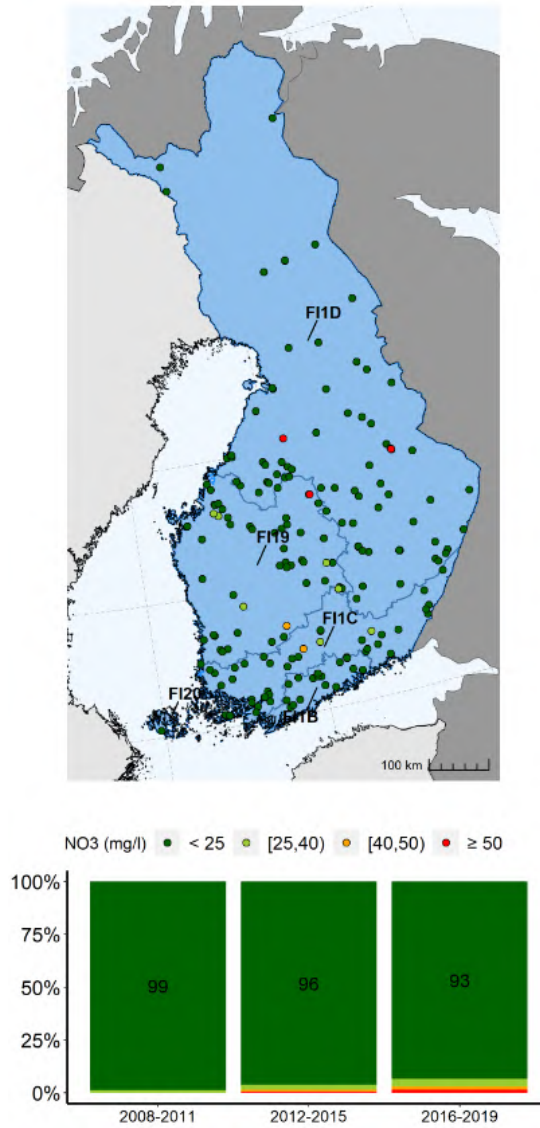 FI1D
FI19
FI1C
FI20
FI1B
100 km
NO3 (mg/l) < 25 [25,40) [40,50) ≥ 50
100%
75%
50%
25%
0%
99 96 93
2008-2011 2012-2015 2016-2019